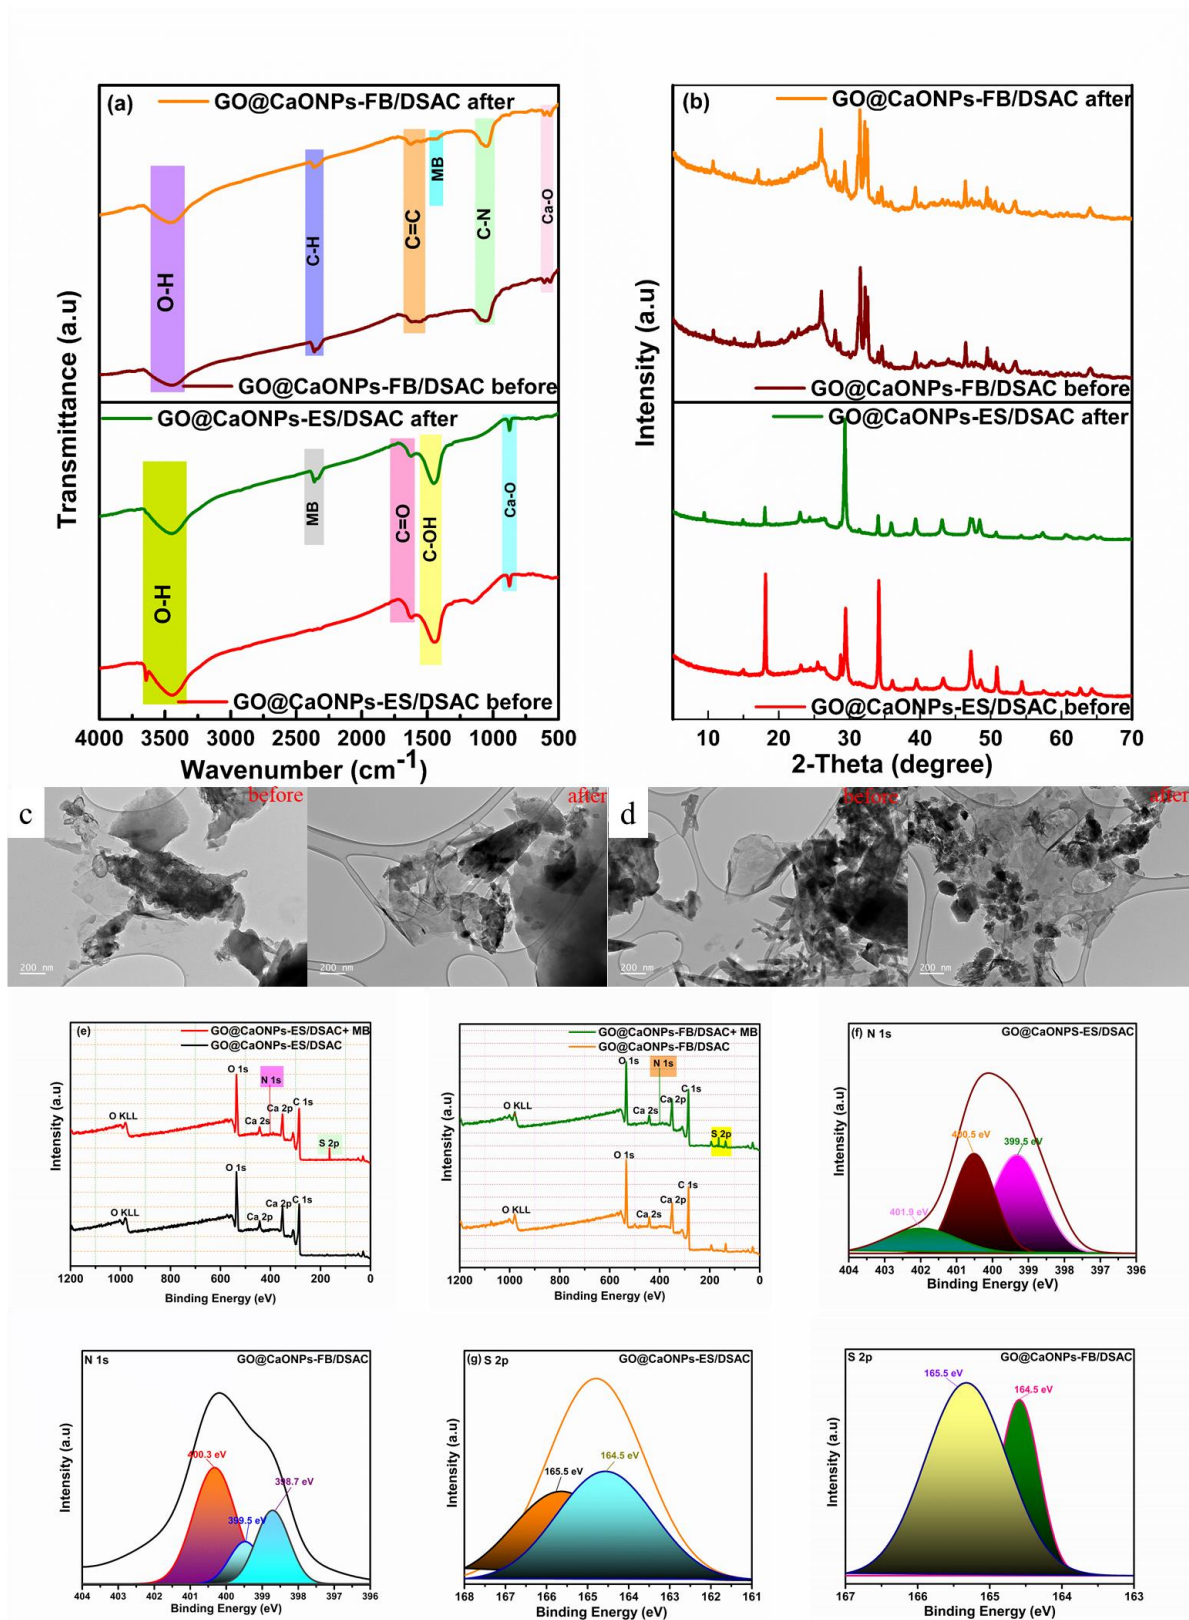 (a)
GO@CaONPs-FB/DSAC after
O-H
C-H
C=C
MB
C-N
Ca-O
GO@CaONPs-FB/DSAC before
GO@CaONPs-ES/DSAC after
O-H
MB
C=O
C-OH
Ca-O
GO@CaONPs-ES/DSAC before
Transmittance (a.u)
4000 3500 3000 2500 2000 1500 1000 500
Wavenumber (cm-1)
(b)
GO@CaONPs-FB/DSAC after
GO@CaONPs-FB/DSAC before
GO@CaONPs-ES/DSAC after
GO@CaONPs-ES/DSAC before
Intensity (a.u)
10 20 30 40 50 60 70
2-Theta (degree)
c
before
200 nm
after
200 nm
d
before
200 nm
after
200 nm
(e)
GO@CaONPs-ES/DSAC+ MB
GO@CaONPs-ES/DSAC
O 1s
N 1s
C 1s
Ca 2p
Ca 2s
O KLL
S 2p
O 1s
C 1s
Ca 2p
Ca 2p
O KLL
Intensity (a.u)
1200 1000 800 600 400 200 0
Binding Energy (eV)
GO@CaONPs-FB/DSAC+ MB
GO@CaONPs-FB/DSAC
O 1s
N 1s
C 1s
Ca 2p
Ca 2s
O KLL
S 2p
O 1s
C 1s
Ca 2p
Ca 2s
O KLL
Intensity (a.u)
1200 1000 800 600 400 200 0
Binding Energy (eV)
(f) N 1s
GO@CaONPs-ES/DSAC
400.5 eV
399.5 eV
401.9 eV
Intensity (a.u)
404 403 402 401 400 399 398 397 396
Binding Energy (eV)
N 1s
GO@CaONPs-FB/DSAC
400.3 eV
398.7 eV
399.5 eV
Intensity (a.u)
404 403 402 401 400 399 398 397 396
Binding Energy (eV)
(g) S 2p
GO@CaONPs-ES/DSAC
164.5 eV
165.5 eV
Intensity (a.u)
168 167 166 165 164 163 162 161
Binding Energy (eV)
S 2p
GO@CaONPs-FB/DSAC
165.5 eV
164.5 eV
Intensity (a.u)
167 166 165 164 163
Binding Energy (eV)